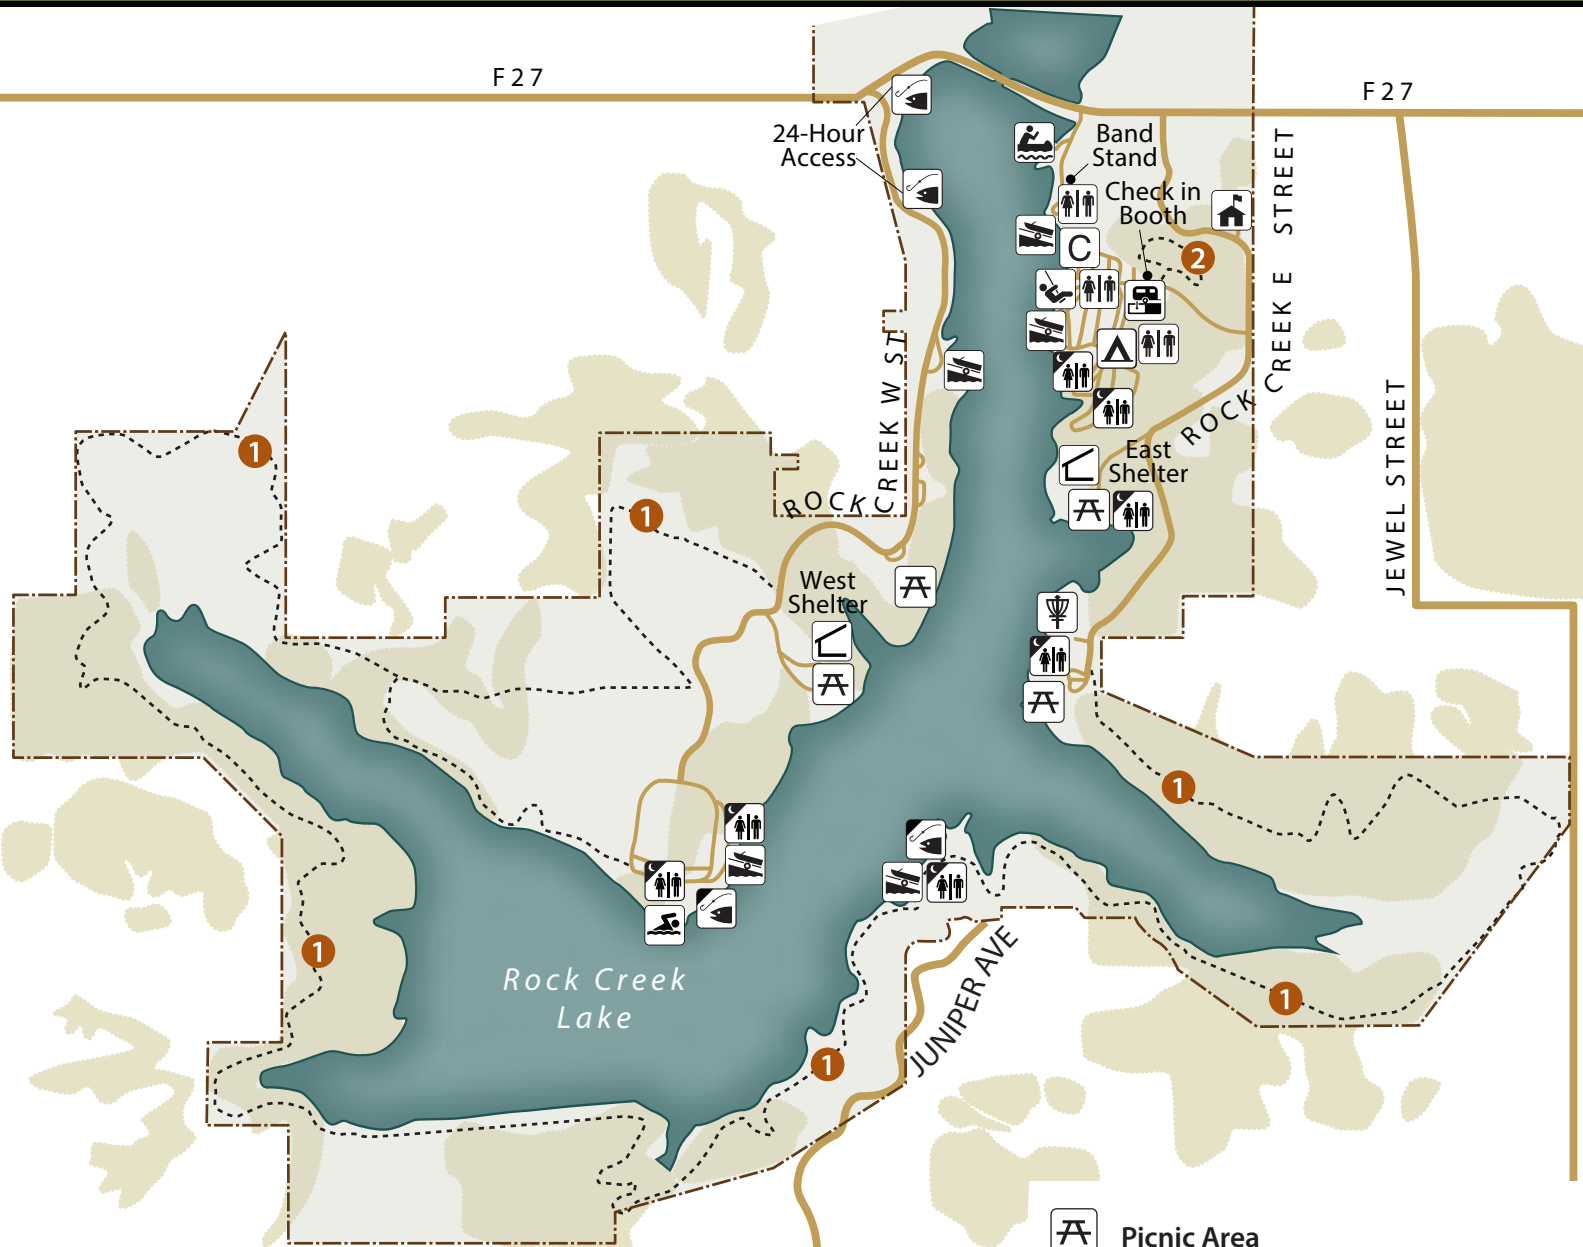 F27
F27
24-Hour
Access
Band
Stand
Check in
Booth
C
2
ROCK CREEK E STREET
JEWEL STREET
ROCK CREEK W ST
East
Shelter
West
Shelter
1
1
1
1
1
1
1
Rock Creek
Lake
JUNIPER AVE
Picnic Area